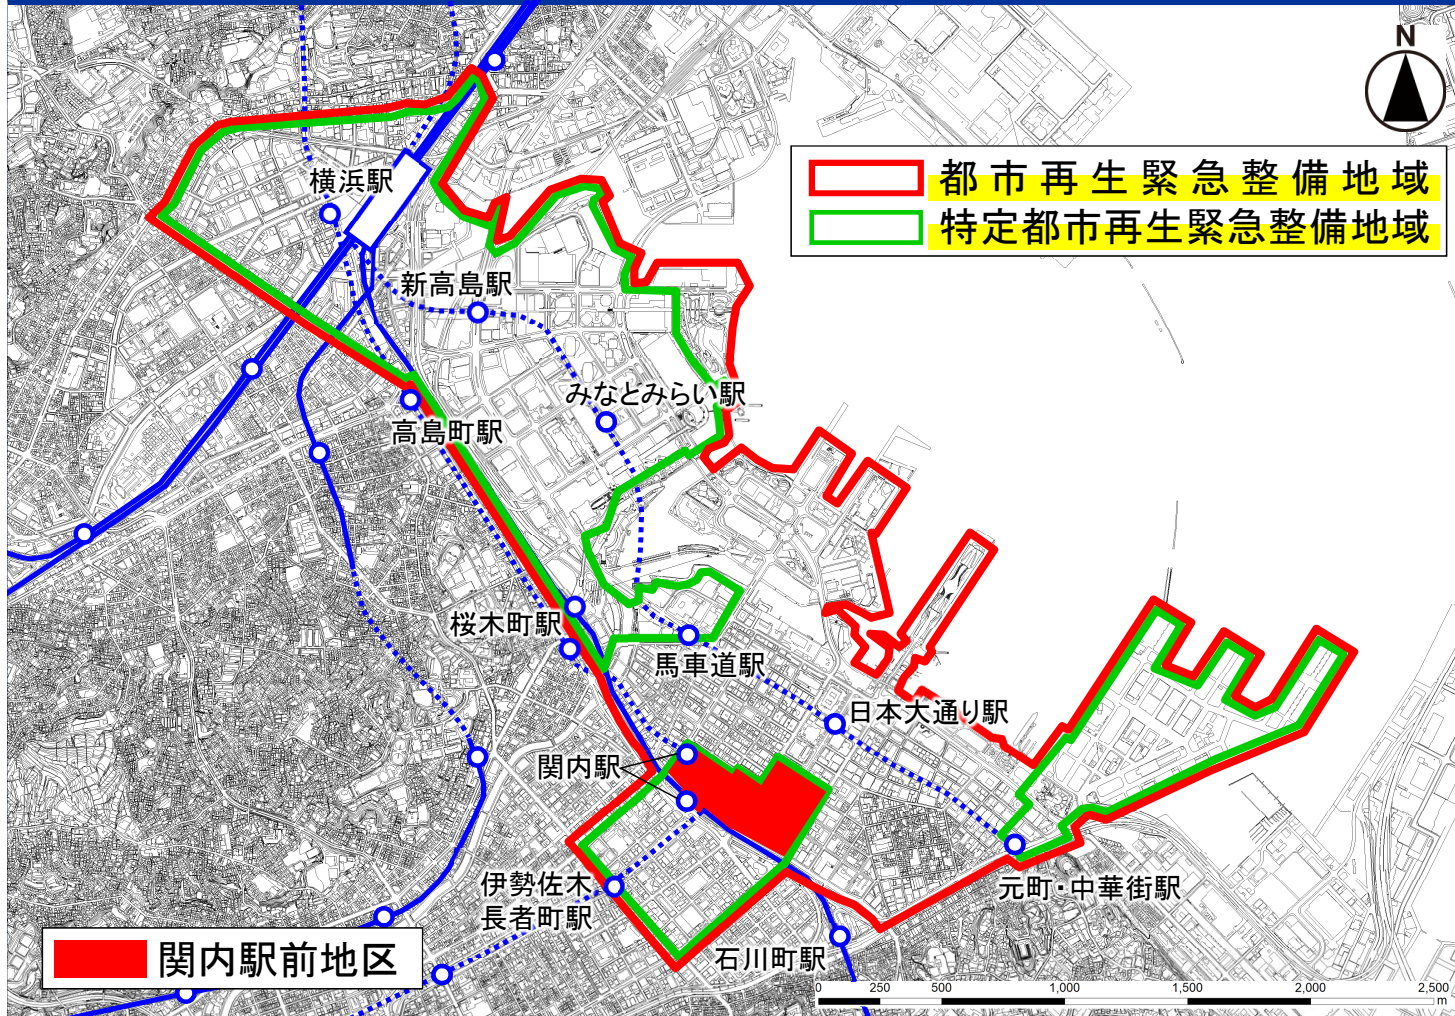 N
都市再生緊急整備地域
特定都市再生緊急整備地域
横浜駅
新高島駅
みなとみらい駅
高島町駅
桜木町駅
馬車道駅
日本大通り駅
関内駅
伊勢佐木
長者町駅
元町・中華街駅
石川町駅
関内駅前地区
0 250 500 1,000 1,500 2,000 2,500
m